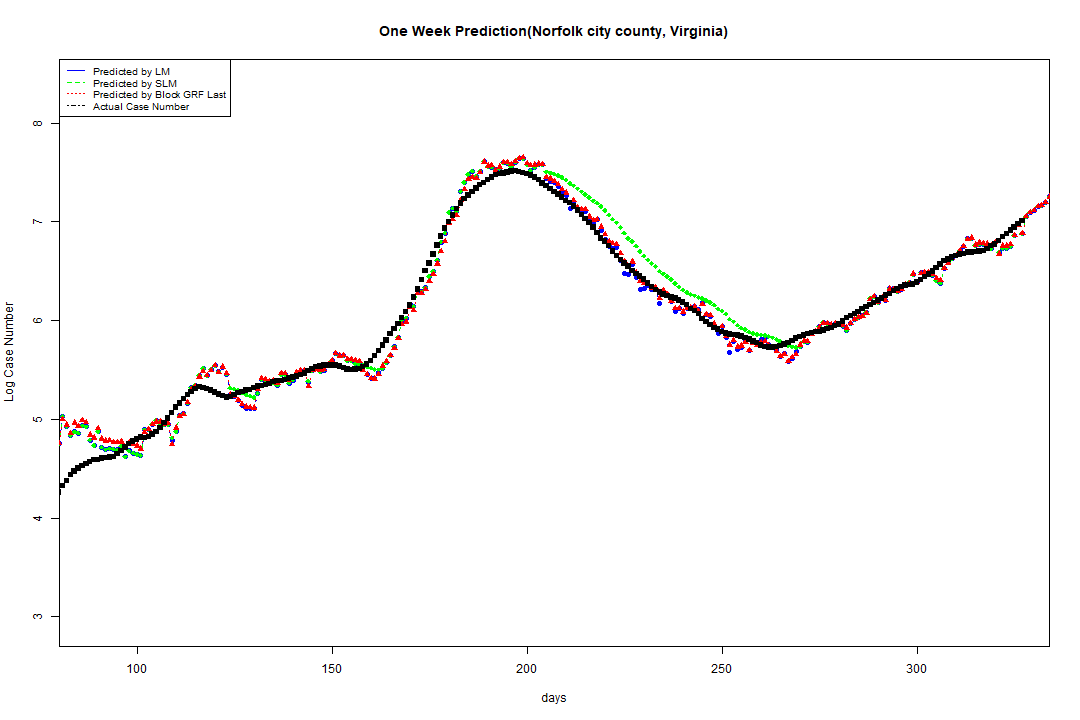 One Week Prediction(Norfolk city county, Virginia)
Predicted by LM
Predicted by SLM
Predicted by Block GRF Last
Actual Case Number
Log Case Number
8
7
6
5
4
3
100 150 200 250 300
days